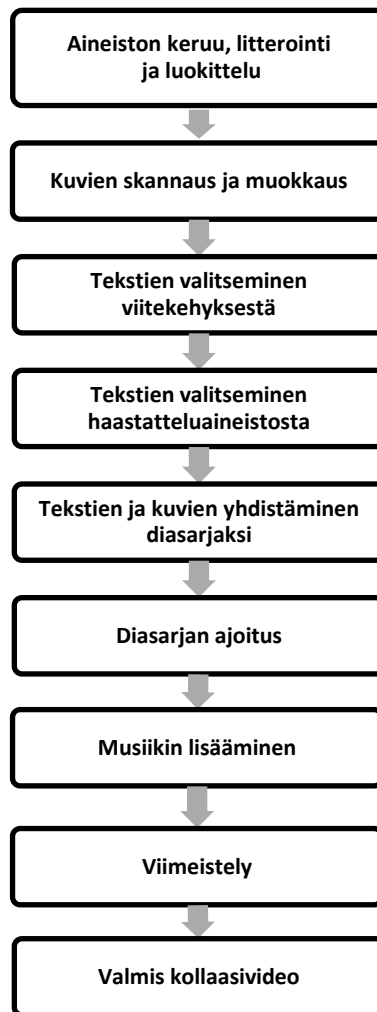 Aineiston keruu, litterointi
ja luokittelu
Kuvien skannaus ja muokkaus
Tekstien valitseminen
viitekehyksestä
Tekstien valitseminen
haastatteluaineistosta
Tekstien ja kuvien yhdistäminen
diasarjaksi
Diasarjan ajoitus
Musiikin lisääminen
Viimeistely
Valmis kollaasivideo